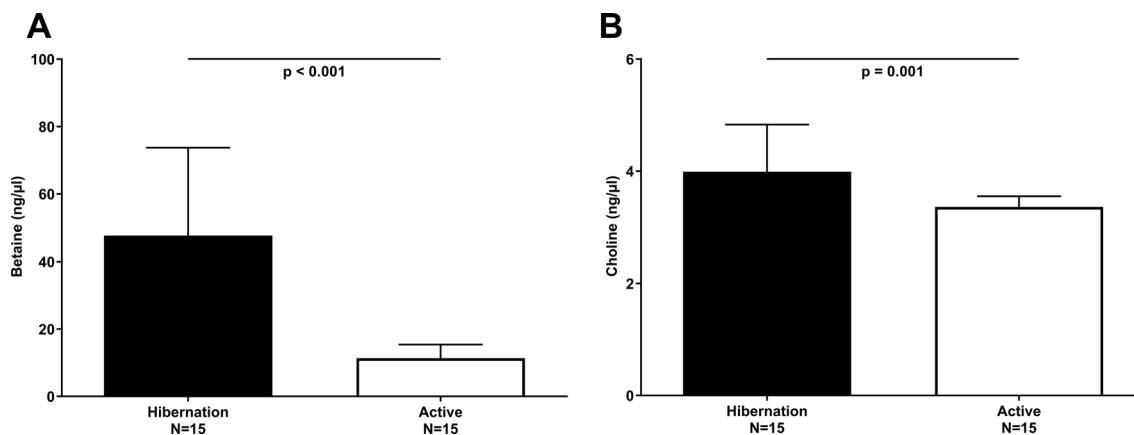 A
Betaine (ng/µl)
100
80
60
40
20
0
p < 0.001
Hibernation
N=15
Active
N=15
B
Choline (ng/µl)
6
4
2
0
p = 0.001
Hibernation
N=15
Active
N=15